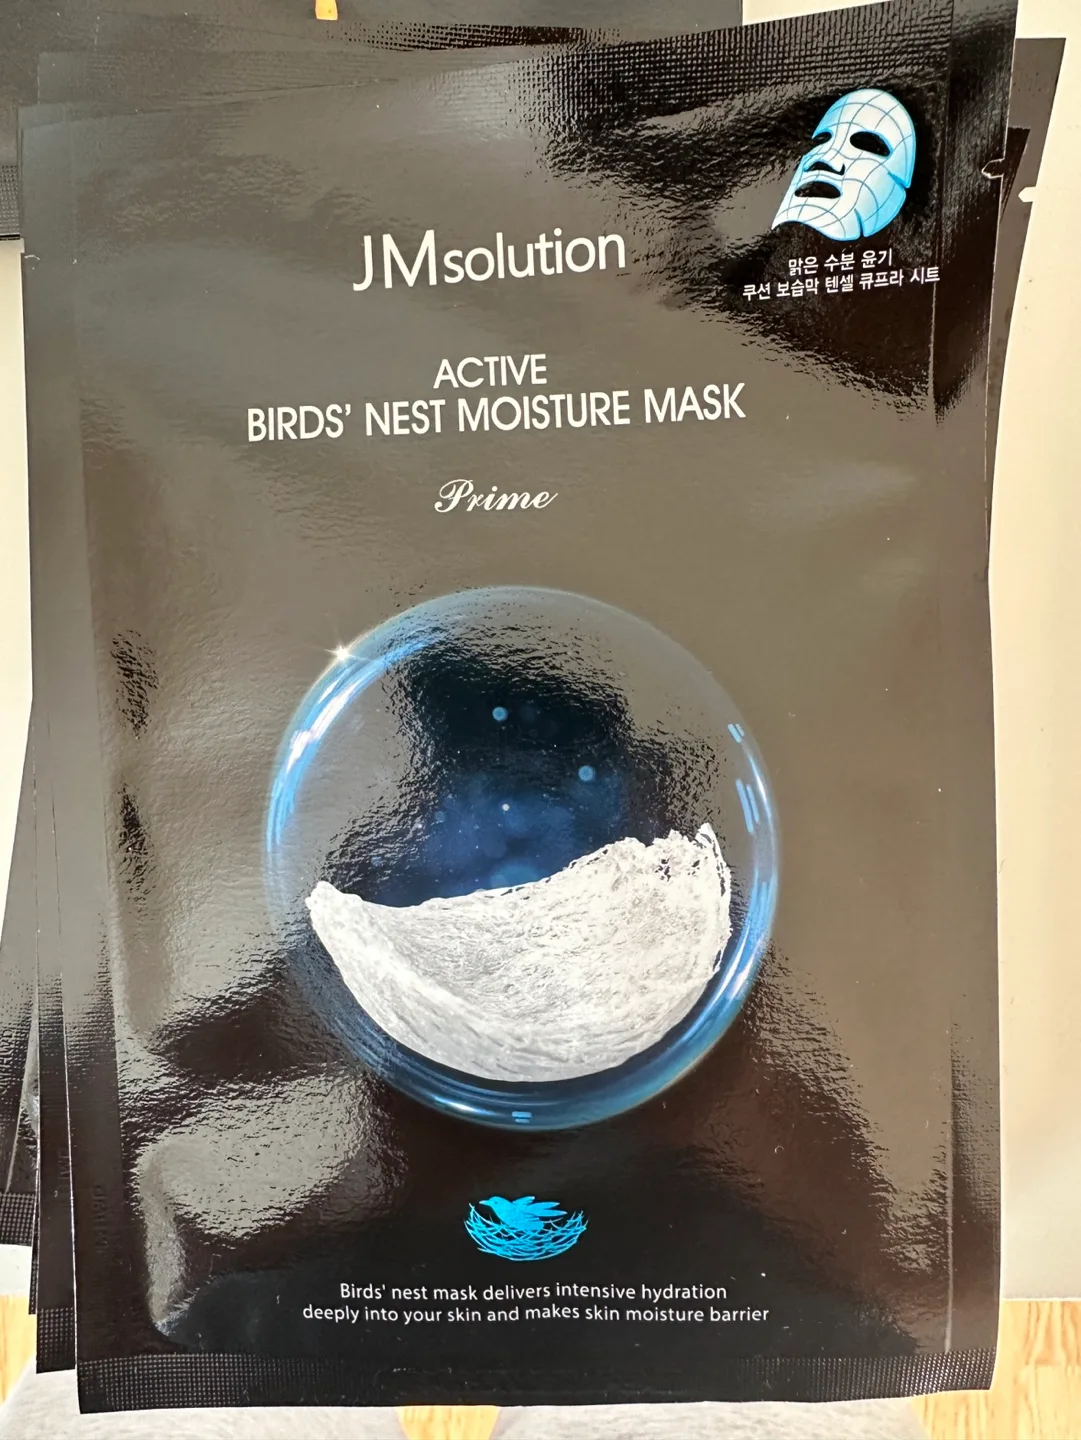 맑은 수분 윤기
쿠션 보습막 텐셀 큐프라 시트
JMsolution
ACTIVE
BIRDS' NEST MOISTURE MASK
Prime
Birds' nest mask delivers intensive hydration
deeply into your skin and makes skin moisture barrier